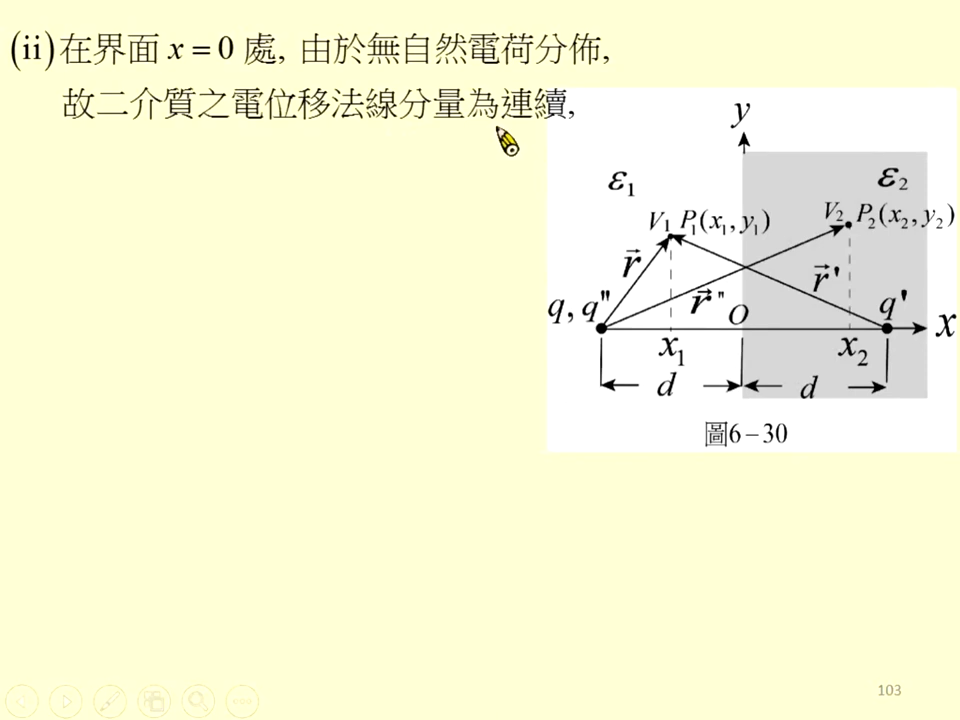 (ii)在界面 x = 0 處, 由於無自然電荷分佈,
故二介質之電位移法線分量為連續,
y
ε₁
ε₂
V₁ P₁(x₁, y₁)
V₂ P₂(x₂, y₂)
r⃗
r⃗'
r⃗"
q, q"
O
q'
x
x₁
x₂
d
d
圖6-30
103